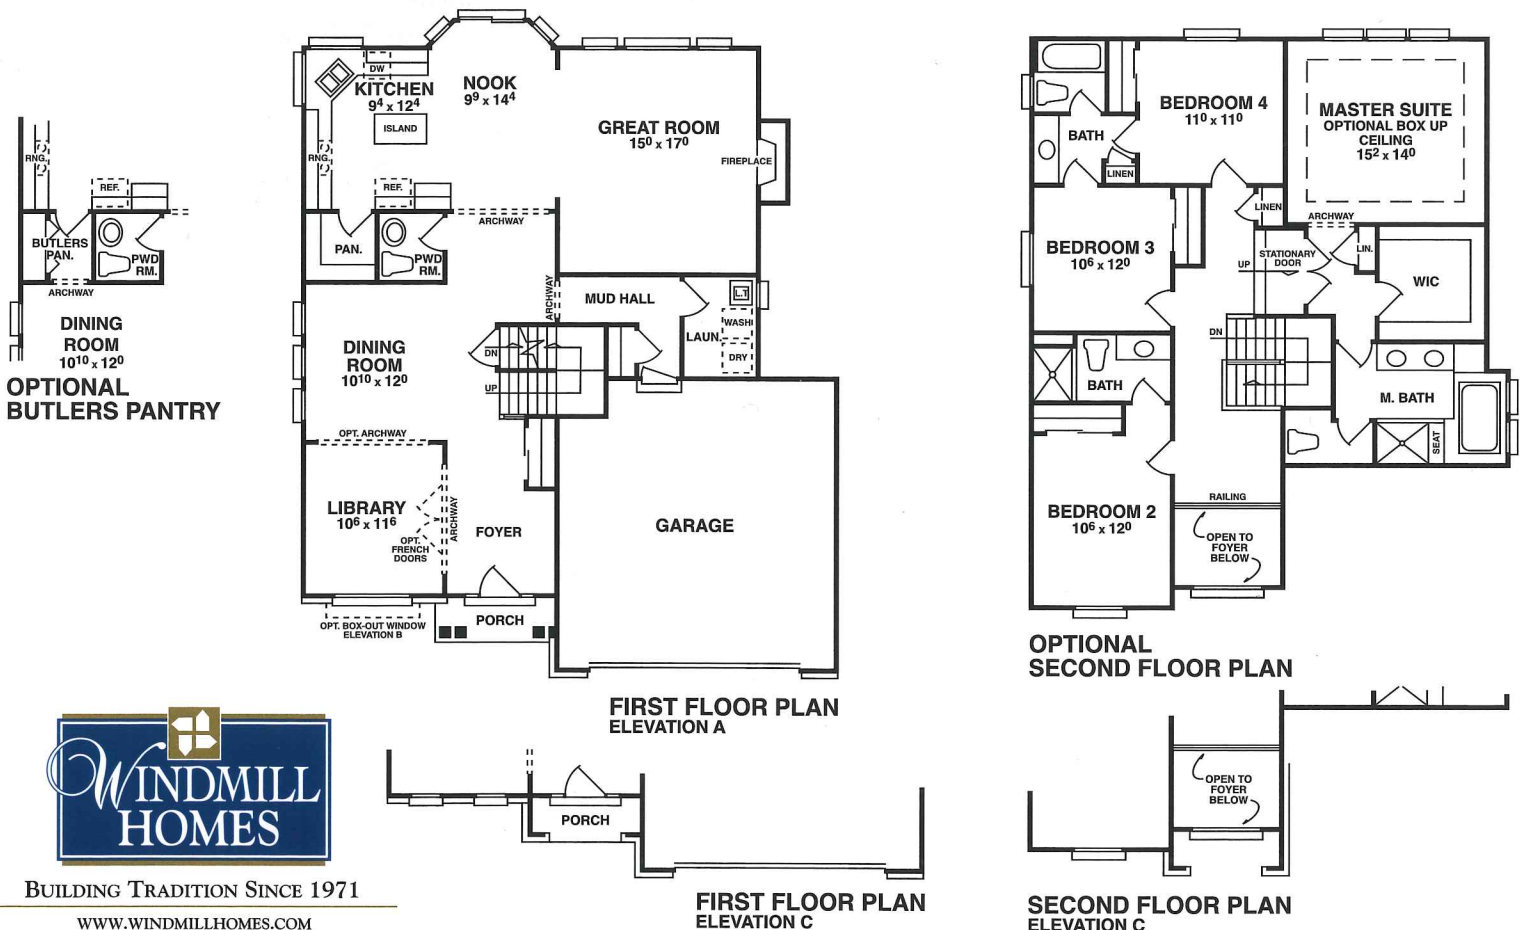 RNG.
REF.
BUTLERS
PAN.
PWD
RM.
ARCHWAY
DINING
ROOM
10¹⁰ x 12⁰
OPTIONAL
BUTLERS PANTRY
DW
KITCHEN
9⁴ x 12⁴
ISLAND
RNG.
REF.
NOOK
9⁹ x 14⁴
GREAT ROOM
15⁰ x 17⁰
FIREPLACE
ARCHWAY
PAN.
PWD
RM.
ARCHWAY
MUD HALL
L.T
WASH
LAUN.
DRY
DINING
ROOM
10¹⁰ x 12⁰
DN
UP
OPT. ARCHWAY
LIBRARY
10⁶ x 11⁶
OPT.
FRENCH
DOORS
ARCHWAY
FOYER
GARAGE
PORCH
OPT. BOX-OUT WINDOW
ELEVATION B
FIRST FLOOR PLAN
ELEVATION A
BATH
LINEN
BEDROOM 4
11⁰ x 11⁰
MASTER SUITE
OPTIONAL BOX UP
CEILING
15² x 14⁰
LINEN
ARCHWAY
BEDROOM 3
10⁶ x 12⁰
STATIONARY
DOOR
UP
LIN.
WIC
DN
BATH
M. BATH
SEAT
BEDROOM 2
10⁶ x 12⁰
RAILING
OPEN TO
FOYER
BELOW
OPTIONAL
SECOND FLOOR PLAN
WINDMILL
HOMES
BUILDING TRADITION SINCE 1971
WWW.WINDMILLHOMES.COM
PORCH
FIRST FLOOR PLAN
ELEVATION C
OPEN TO
FOYER
BELOW
SECOND FLOOR PLAN
ELEVATION C